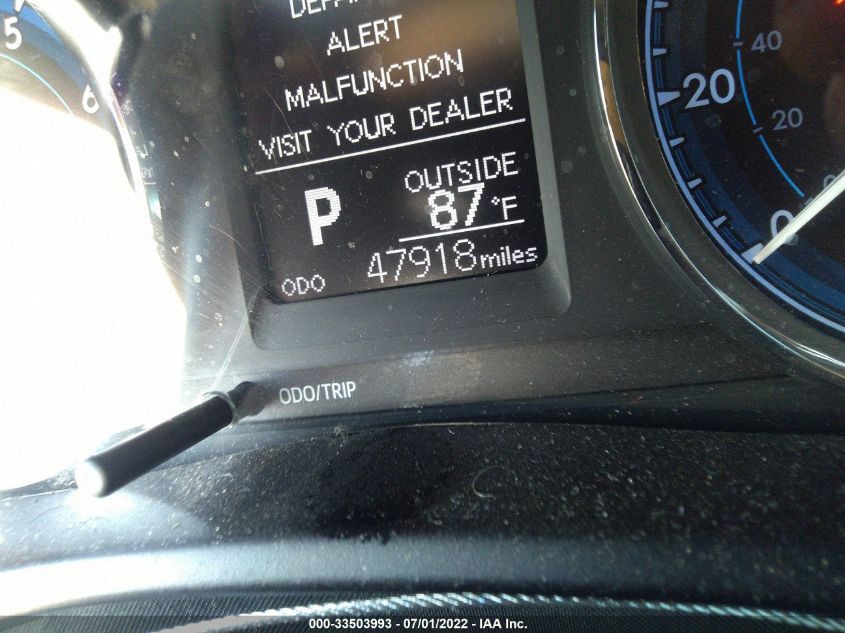 ALERT
MALFUNCTION
VISIT YOUR DEALER
P
OUTSIDE
87°F
ODO 47918 miles
ODO/TRIP
5
6
20
0
40
20
000-33503993 - 07/01/2022 - IAA Inc.